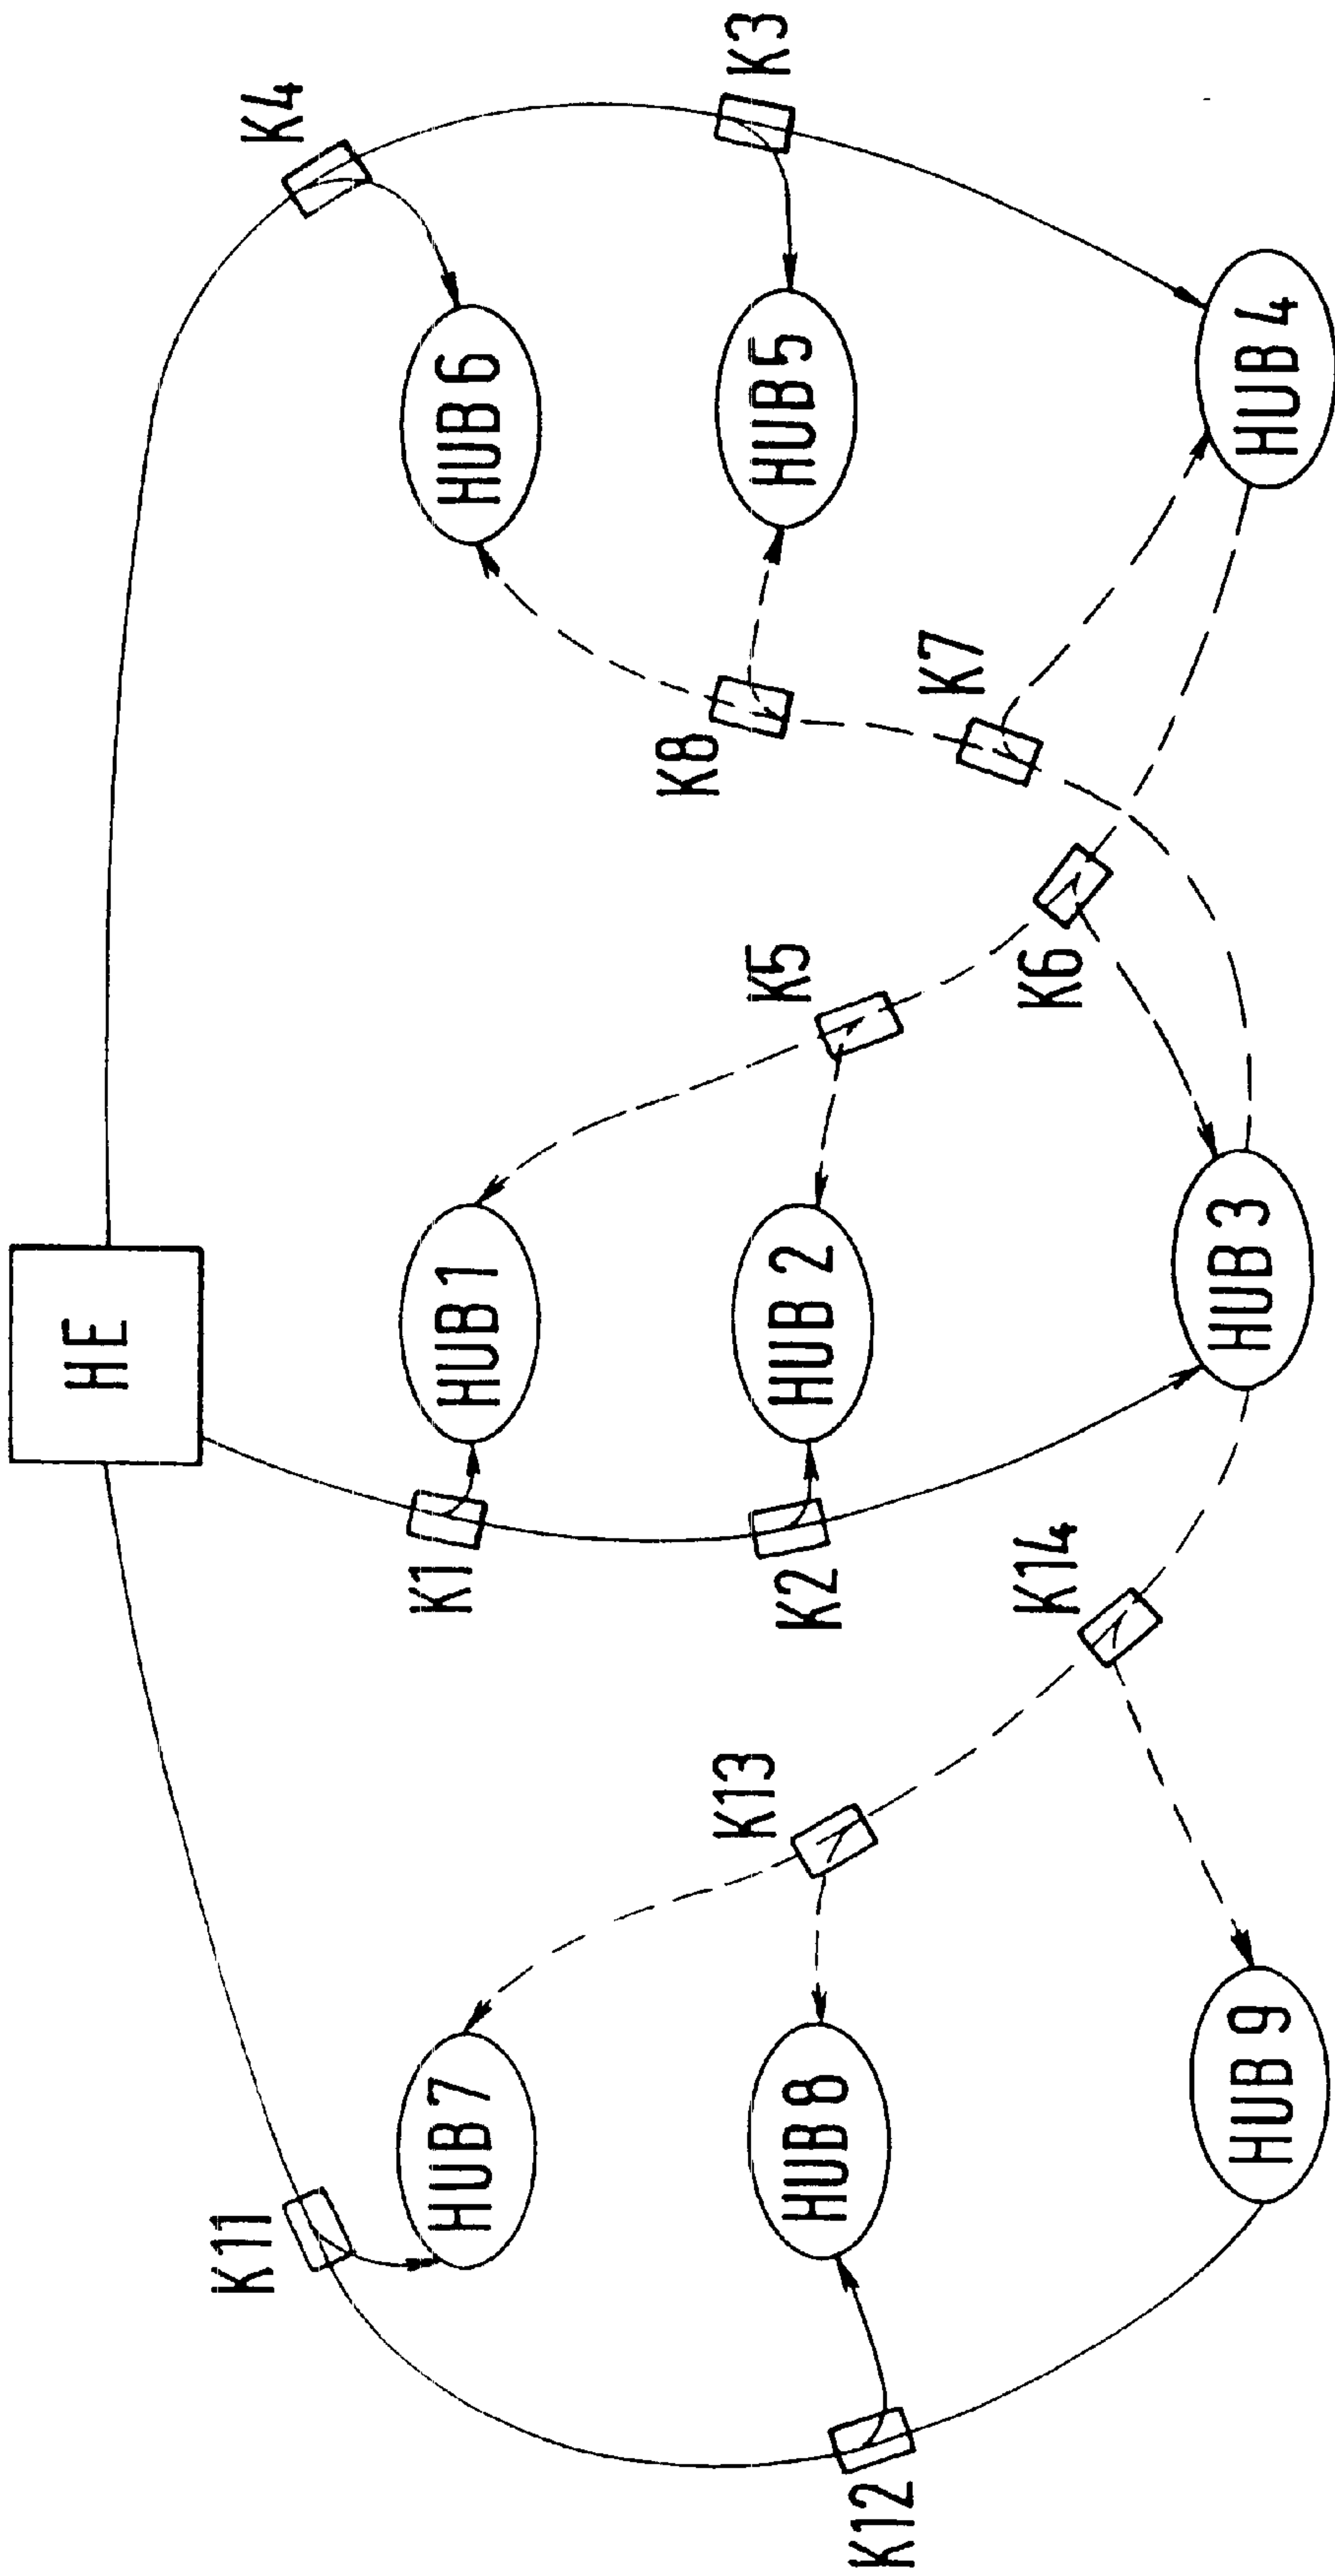 HE
K11
K12
HUB 7
HUB 8
HUB 9
K13
K14
K1
K2
HUB 1
HUB 2
HUB 3
K5
K6
K7
K8
HUB 6
HUB 5
HUB 4
K4
K3